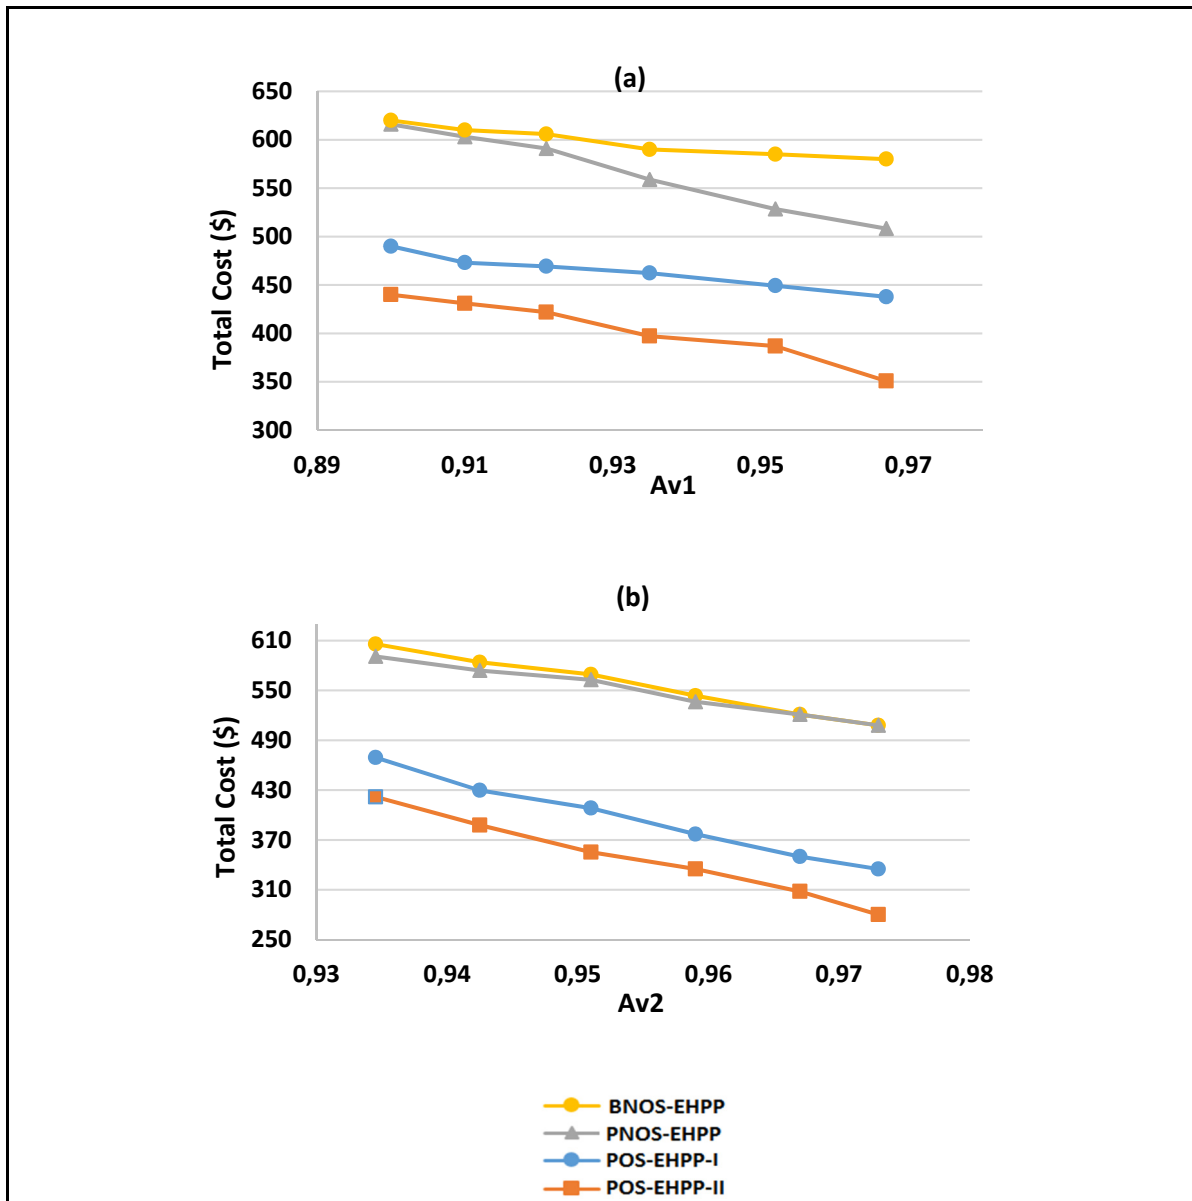 (a)
650
600
550
500
450
400
350
300
Total Cost ($)
0,89 0,91 0,93 0,95 0,97
Av1
(b)
610
550
490
430
370
310
250
Total Cost ($)
0,93 0,94 0,95 0,96 0,97 0,98
Av2
BNOS-EHPP
PNOS-EHPP
POS-EHPP-I
POS-EHPP-II